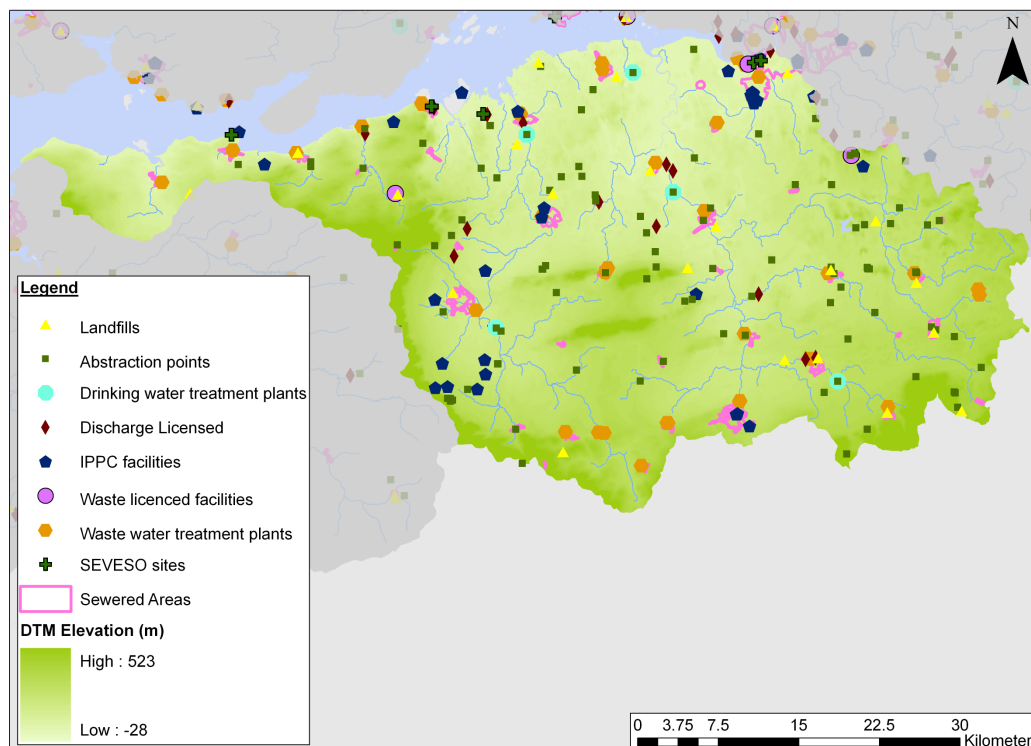 N
Legend
Landfills
Abstraction points
Drinking water treatment plants
Discharge Licensed
IPPC facilities
Waste licenced facilities
Waste water treatment plants
SEVESO sites
Sewered Areas
DTM Elevation (m)
High : 523
Low : -28
0 3.75 7.5 15 22.5 30
Kilometer